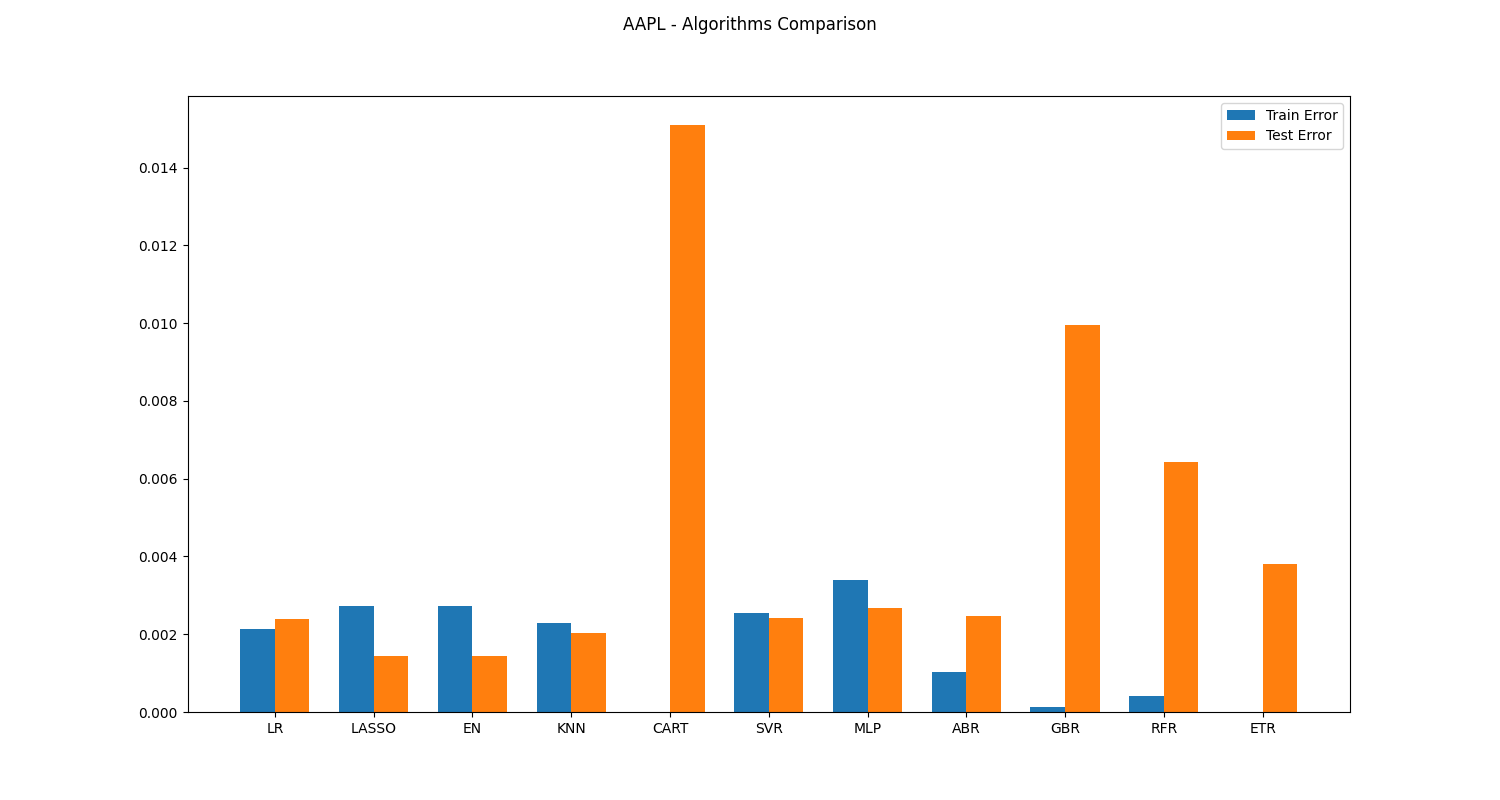 AAPL - Algorithms Comparison
Train Error
Test Error
0.014
0.012
0.010
0.008
0.006
0.004
0.002
0.000
LR LASSO EN KNN CART SVR MLP ABR GBR RFR ETR